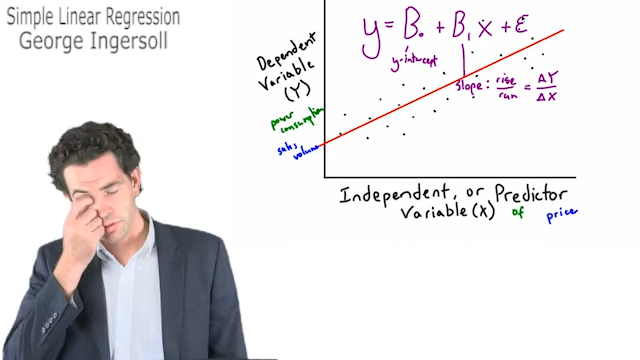 Simple Linear Regression
George Ingersoll
y = B₀ + B₁ x + ε
y-intercept
slope: rise/run = ΔY/ΔX
Dependent
Variable
(Y)
power
consumption
sales
volume
Independent, or Predictor
Variable (X)
of
price